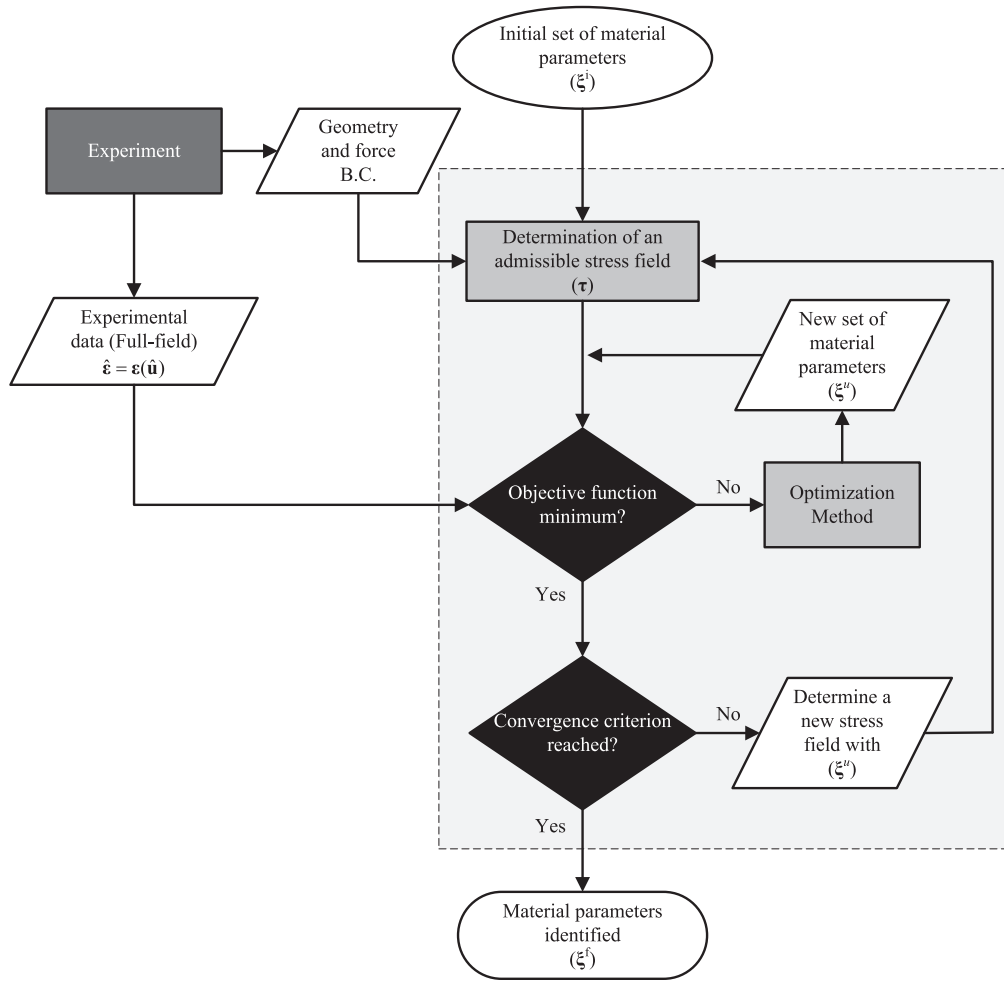 Initial set of material
parameters
(ξⁱ)
Experiment
Geometry
and force
B.C.
Determination of an
admissible stress field
(τ)
Experimental
data (Full-field)
ε̂ = ε(û)
New set of
material
parameters
(ξᵘ)
Objective function
minimum?
No
Optimization
Method
Yes
Convergence criterion
reached?
No
Determine a
new stress
field with
(ξᵘ)
Yes
Material parameters
identified
(ξᶠ)